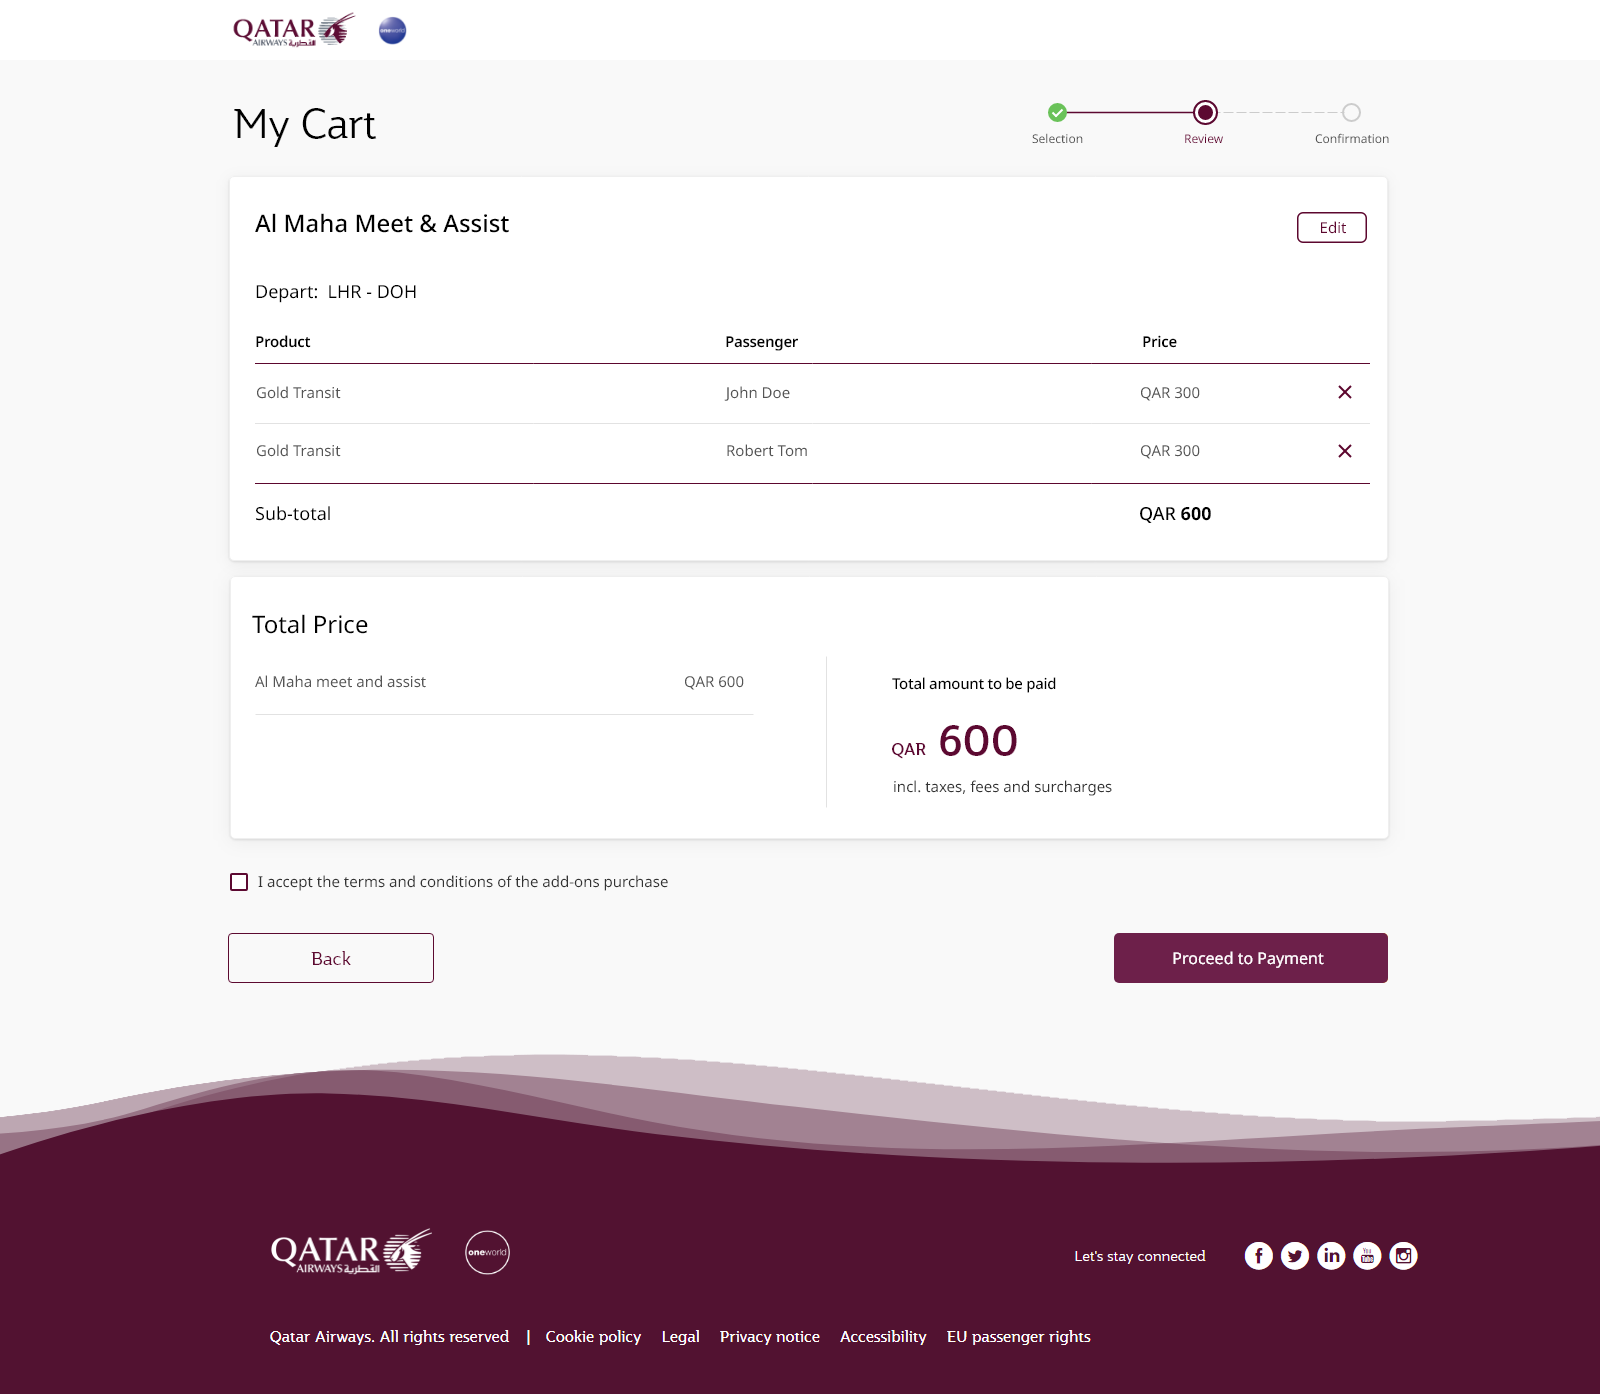 QATAR
AIRWAYS القطرية
oneworld
My Cart
Selection
Review
Confirmation
Al Maha Meet & Assist
Edit
Depart: LHR - DOH
Product Passenger Price
Gold Transit John Doe QAR 300
Gold Transit Robert Tom QAR 300
Sub-total QAR 600
Total Price
Al Maha meet and assist QAR 600
Total amount to be paid
QAR 600
incl. taxes, fees and surcharges
I accept the terms and conditions of the add-ons purchase
Back
Proceed to Payment
QATAR
AIRWAYS القطرية
oneworld
Let's stay connected
f
in
You Tube
Qatar Airways. All rights reserved | Cookie policy Legal Privacy notice Accessibility EU passenger rights